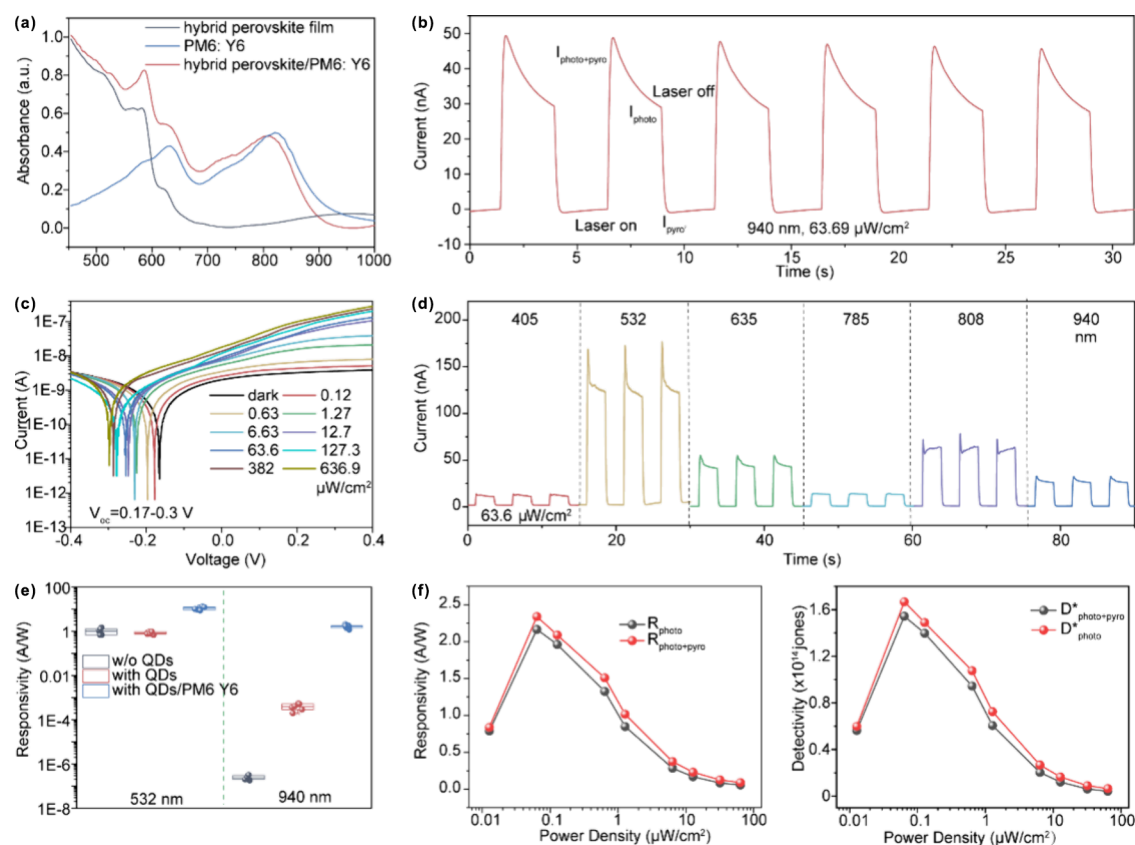 (a)
hybrid perovskite film
PM6: Y6
hybrid perovskite/PM6: Y6
1.0
0.8
0.6
0.4
0.2
0.0
Absorbance (a.u.)
500 600 700 800 900 1000
(b)
50
40
30
20
10
0
-10
Current (nA)
I photo+pyro
Laser off
I photo
Laser on
I pyro-
940 nm, 63.69 µW/cm²
0 5 10 15 20 25 30
Time (s)
(c)
1E-7
1E-8
1E-9
1E-10
1E-11
1E-12
1E-13
Current (A)
dark 0.12
0.63 1.27
6.63 12.7
63.6 127.3
382 636.9
µW/cm²
Voc=0.17-0.3 V
-0.4 -0.2 0.0 0.2 0.4
Voltage (V)
(d)
200
150
100
50
0
Current (nA)
405 532 635 785 808 940
nm
63.6 µW/cm²
0 20 40 60 80
Time (s)
(e)
100
1
0.01
1E-4
1E-6
1E-8
Responsivity (A/W)
w/o QDs
with QDs
with QDs/PM6 Y6
532 nm 940 nm
(f)
2.5
2.0
1.5
1.0
0.5
0.0
Responsivity (A/W)
R photo
R photo+pyro
0.01 0.1 1 10 100
Power Density (µW/cm²)
1.6
1.2
0.8
0.4
0.0
Detectivity (x10¹⁴jones)
D* photo+pyro
D* photo
0.01 0.1 1 10 100
Power Density (µW/cm²)